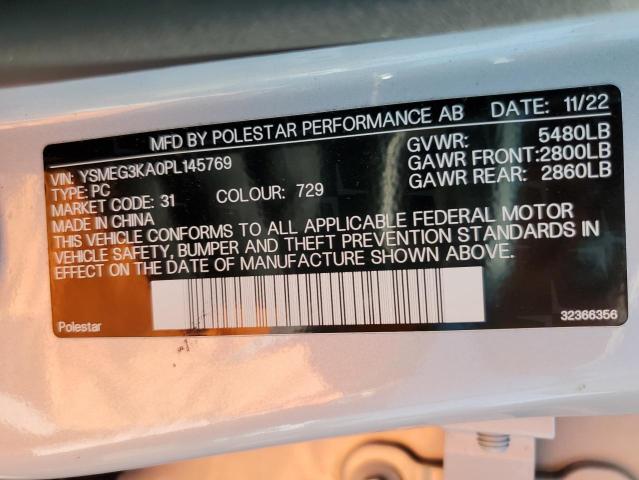 MFD BY POLESTAR PERFORMANCE AB DATE: 11/22
VIN: YSMEG3KA0PL145769 GVWR: 5480LB
TYPE: PC GAWR FRONT: 2800LB
MARKET CODE: 31 COLOUR: 729 GAWR REAR: 2860LB
MADE IN CHINA
THIS VEHICLE CONFORMS TO ALL APPLICABLE FEDERAL MOTOR
VEHICLE SAFETY, BUMPER AND THEFT PREVENTION STANDARDS IN
EFFECT ON THE DATE OF MANUFACTURE SHOWN ABOVE.
Polestar 32366356